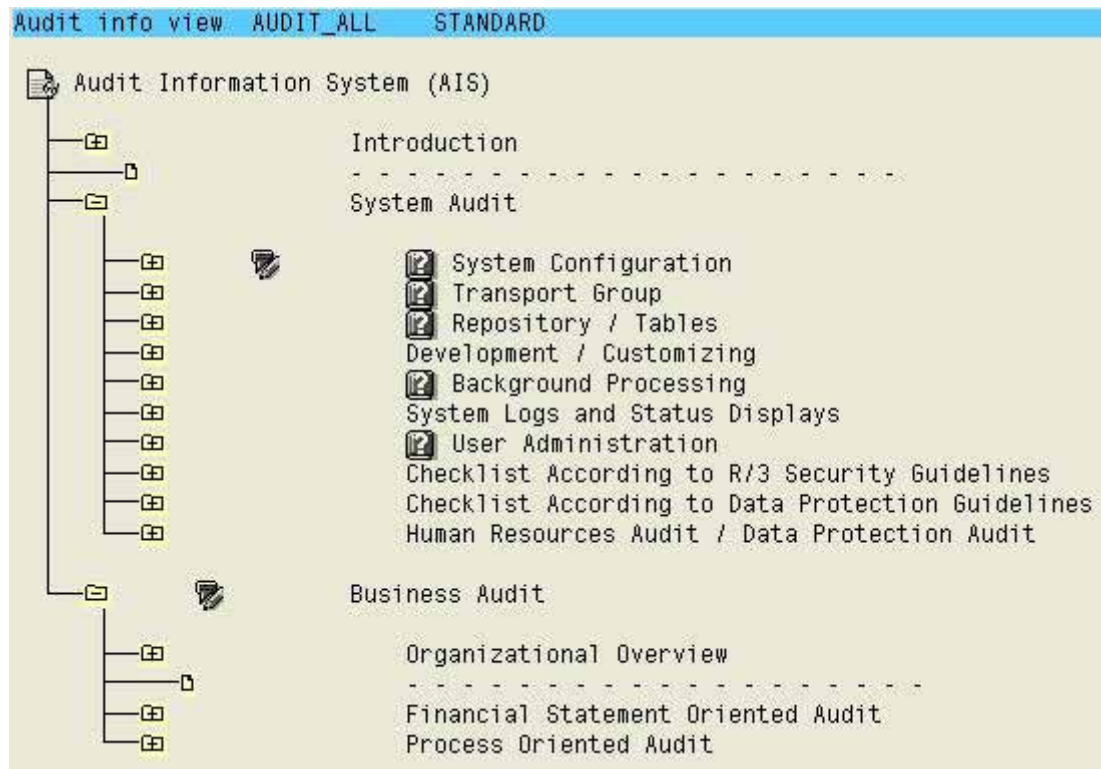 Audit info view AUDIT_ALL STANDARD
Audit Information System (AIS)
Introduction
- - - - - - - - - - - - - - - - - - - -
System Audit
System Configuration
Transport Group
Repository / Tables
Development / Customizing
Background Processing
System Logs and Status Displays
User Administration
Checklist According to R/3 Security Guidelines
Checklist According to Data Protection Guidelines
Human Resources Audit / Data Protection Audit
Business Audit
Organizational Overview
- - - - - - - - - - - - - - - - - - -
Financial Statement Oriented Audit
Process Oriented Audit